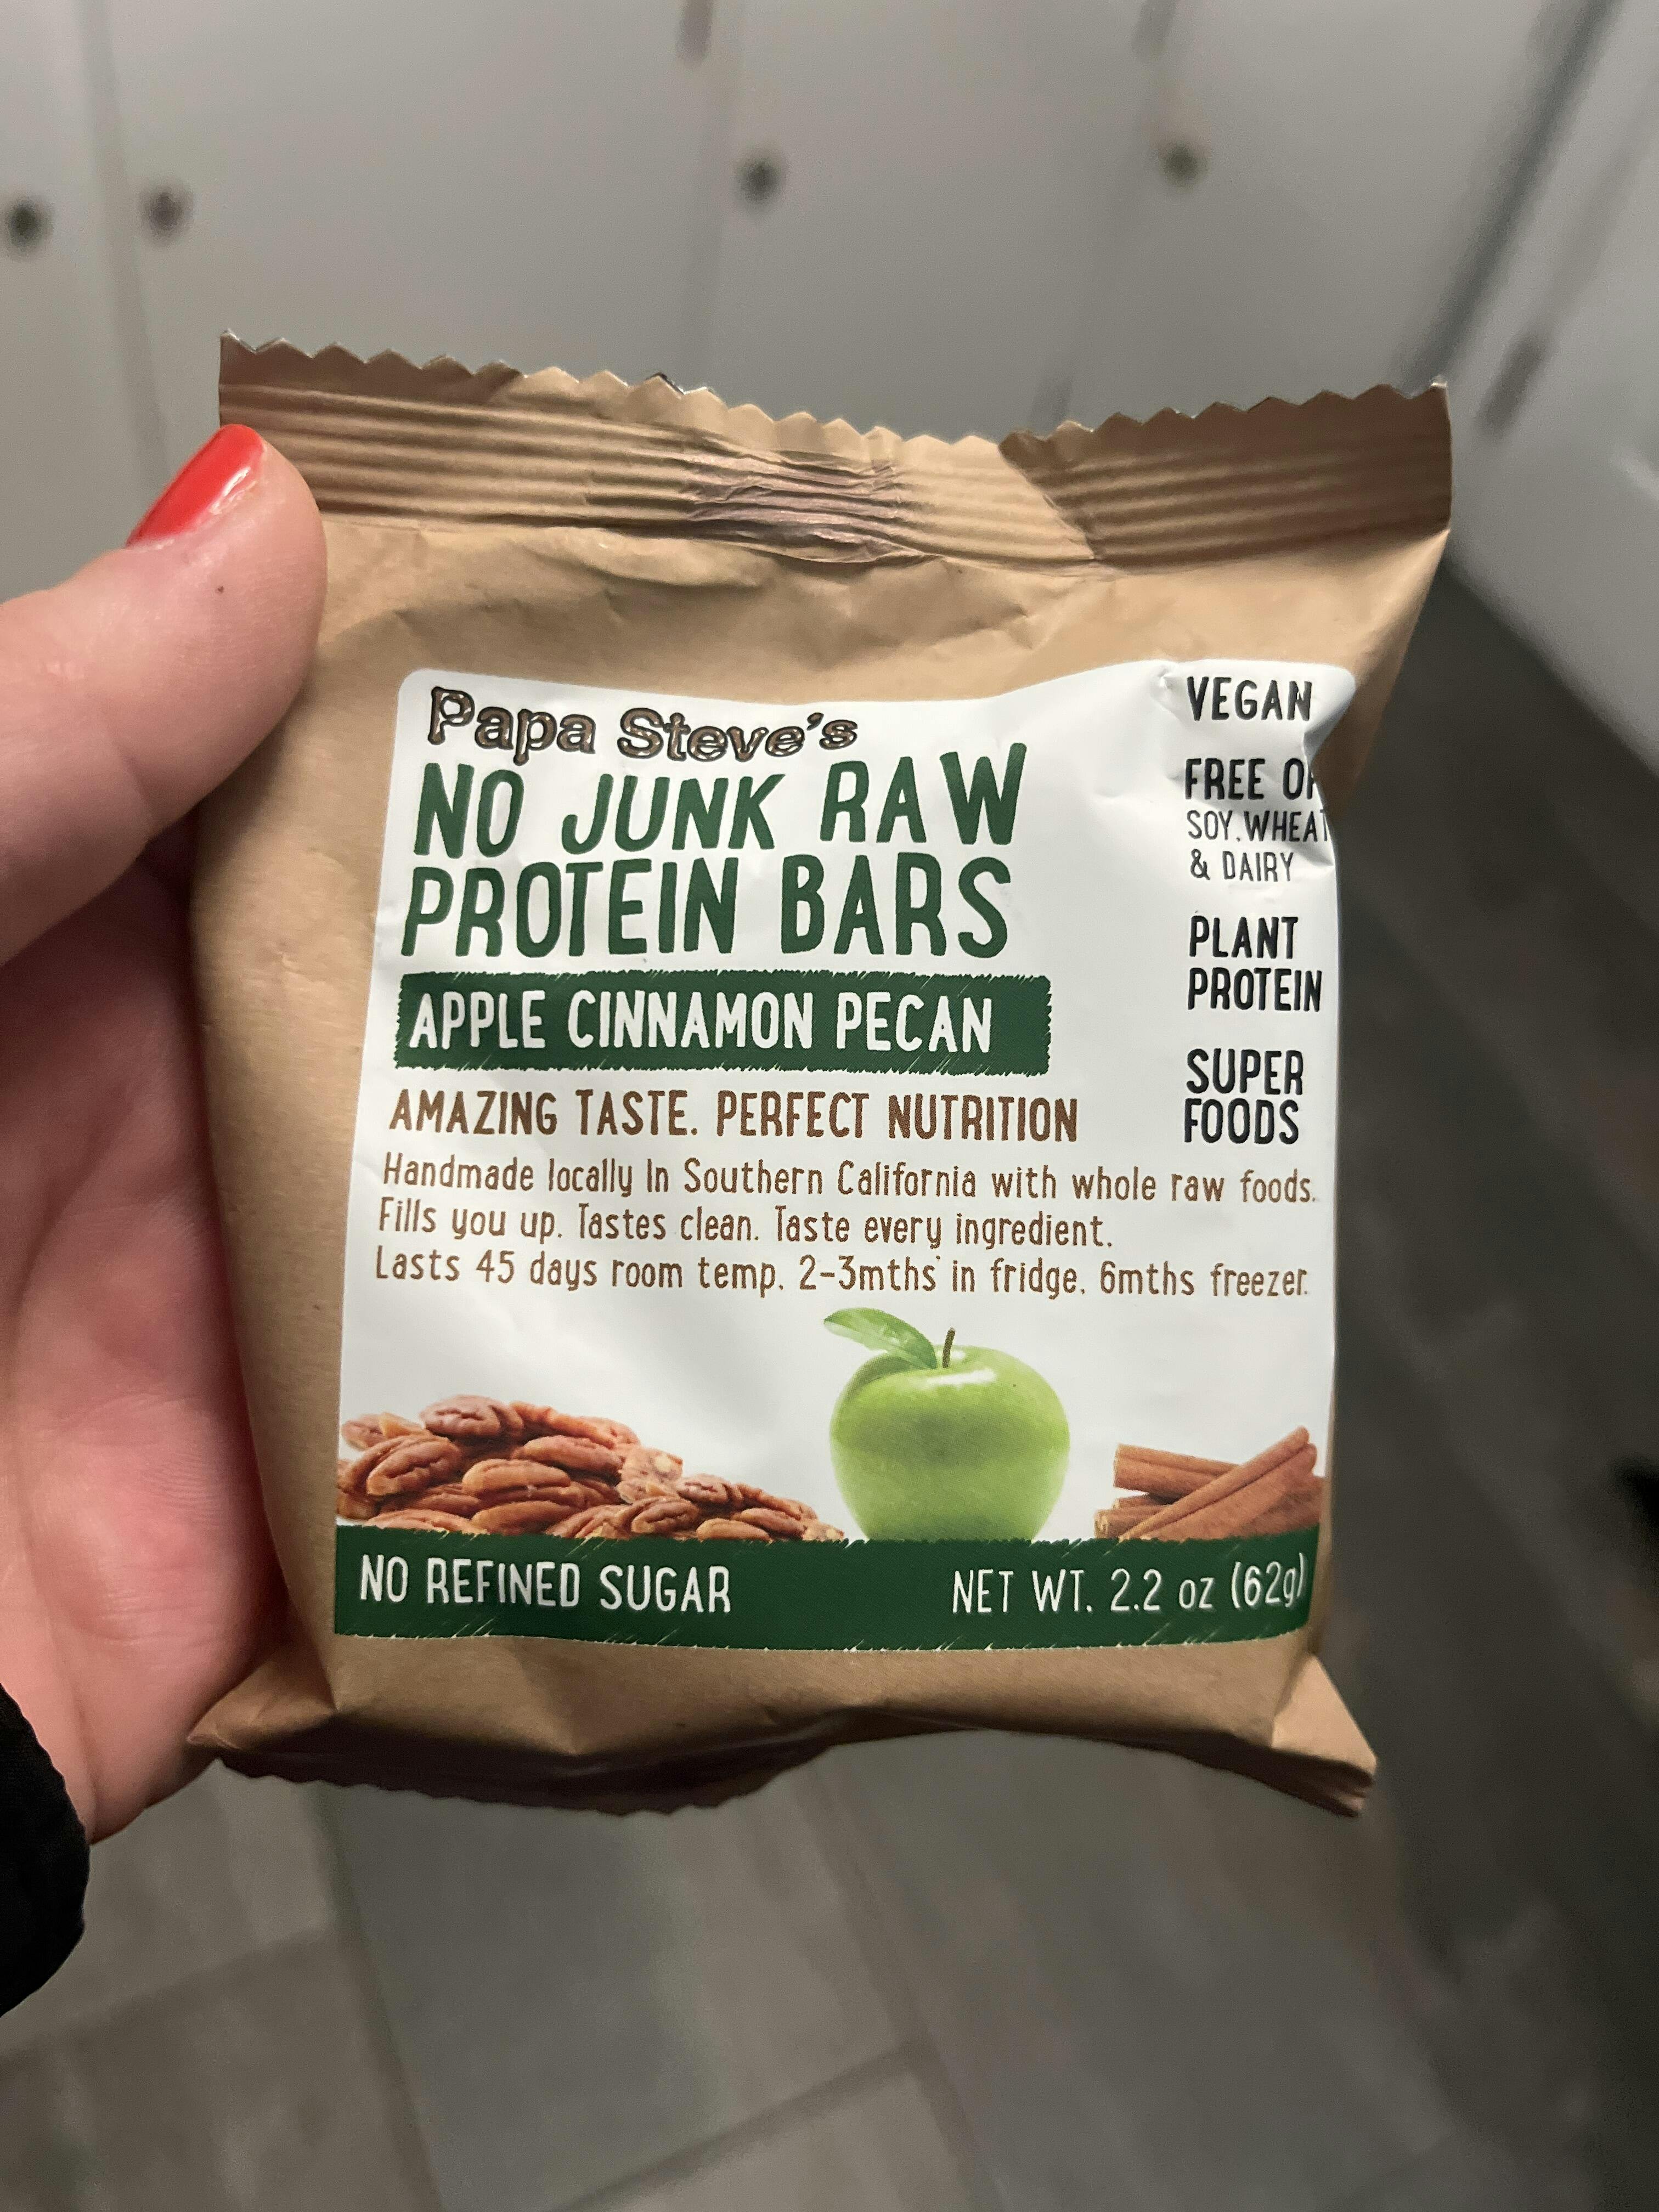 Papa Steve's
NO JUNK RAW
PROTEIN BARS
APPLE CINNAMON PECAN
AMAZING TASTE. PERFECT NUTRITION
Handmade locally In Southern California with whole raw foods.
Fills you up. Tastes clean. Taste every ingredient.
Lasts 45 days room temp. 2-3mths in fridge. 6mths freezer.
VEGAN
FREE OF
SOY, WHEAT
& DAIRY
PLANT
PROTEIN
SUPER
FOODS
NO REFINED SUGAR
NET WT. 2.2 oz (62g)